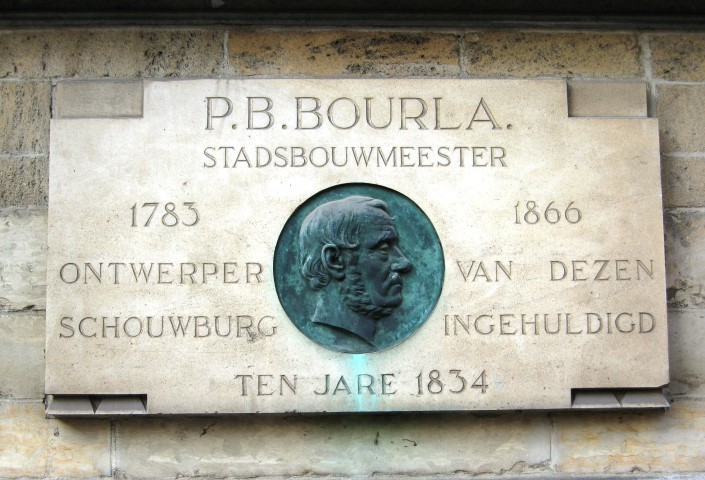 P.B.BOURLA.
STADSBOUWMEESTER
1783 1866
ONTWERPER VAN DEZEN
SCHOUWBURG INGEHULDIGD
TEN JARE 1834